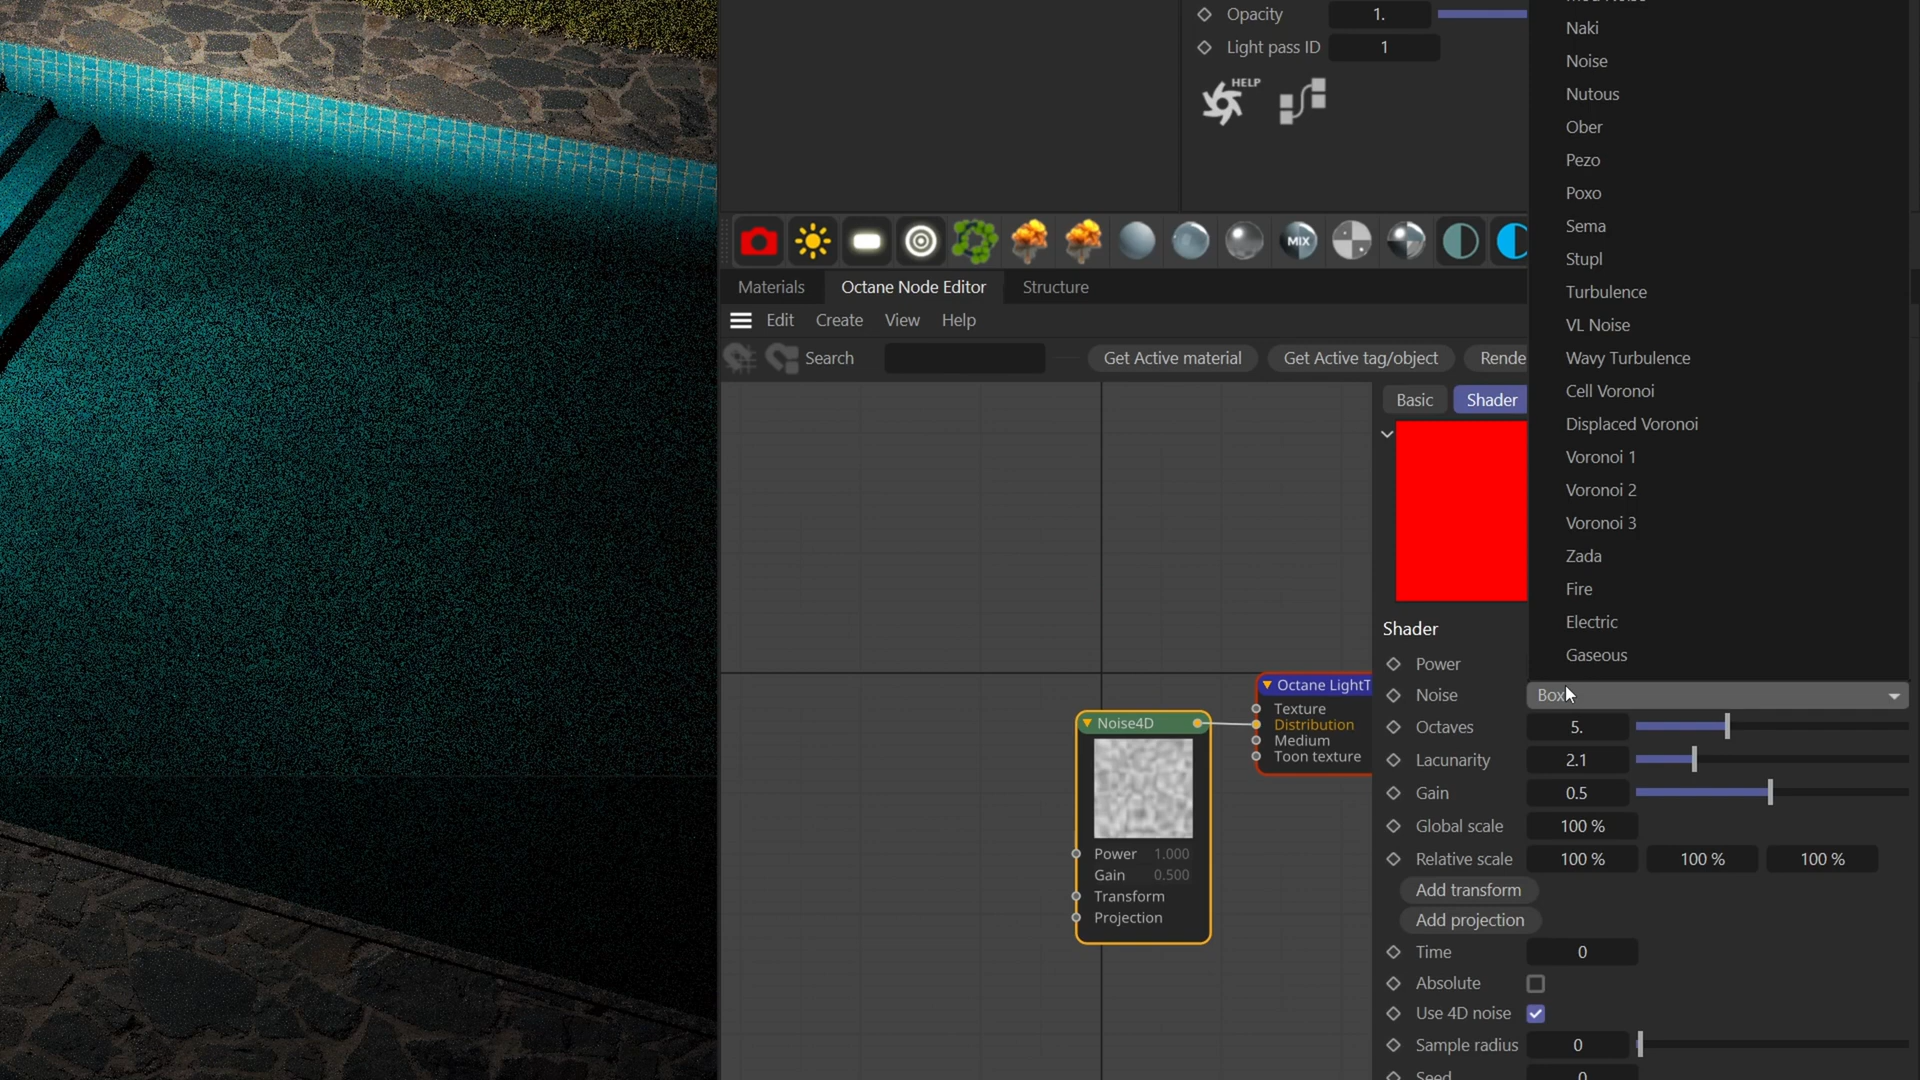 Opacity 1.
Light pass ID 1
HELP
MIX
Materials Octane Node Editor Structure
Edit Create View Help
Search Get Active material Get Active tag/object Rende
Basic Shader
Naki
Noise
Nutous
Ober
Pezo
Poxo
Sema
Stupl
Turbulence
VL Noise
Wavy Turbulence
Cell Voronoi
Displaced Voronoi
Voronoi 1
Voronoi 2
Voronoi 3
Zada
Fire
Electric
Gaseous
Shader
Power
Noise Box
Octaves 5.
Lacunarity 2.1
Gain 0.5
Global scale 100 %
Relative scale 100 % 100 % 100 %
Add transform
Add projection
Time 0
Absolute
Use 4D noise
Sample radius 0
Seed 0
Octane LightT
Texture
Distribution
Medium
Toon texture
Noise4D
Power 1.000
Gain 0.500
Transform
Projection